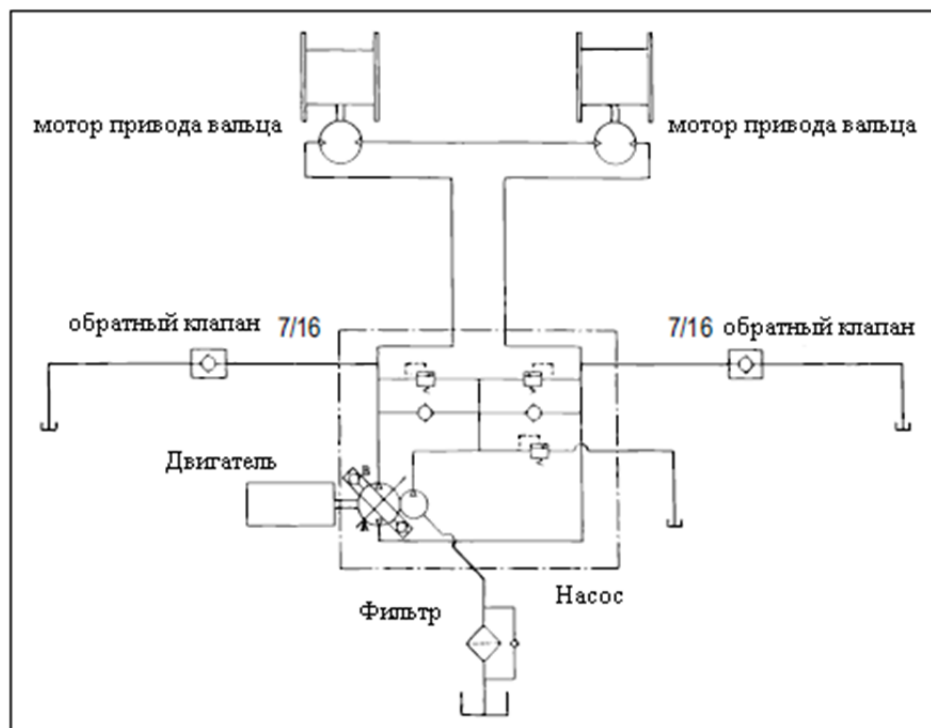 мотор привода вальца
мотор привода вальца
обратный клапан 7/16
7/16 обратный клапан
Двигатель
Насос
Фильтр